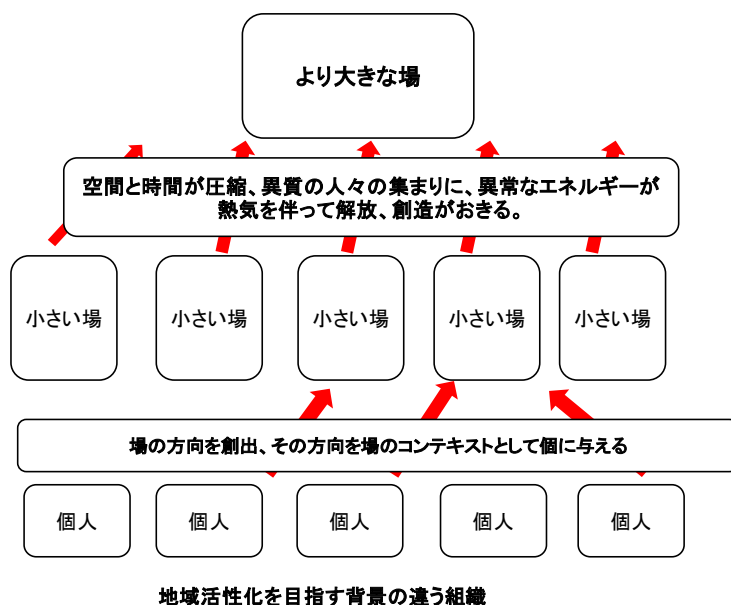 より大きな場
空間と時間が圧縮、異質の人々の集まりに、異常なエネルギーが
熱気を伴って解放、創造がおきる。
小さい場
小さい場
小さい場
小さい場
小さい場
場の方向を創出、その方向を場のコンテキストとして個に与える
個人
個人
個人
個人
個人
地域活性化を目指す背景の違う組織